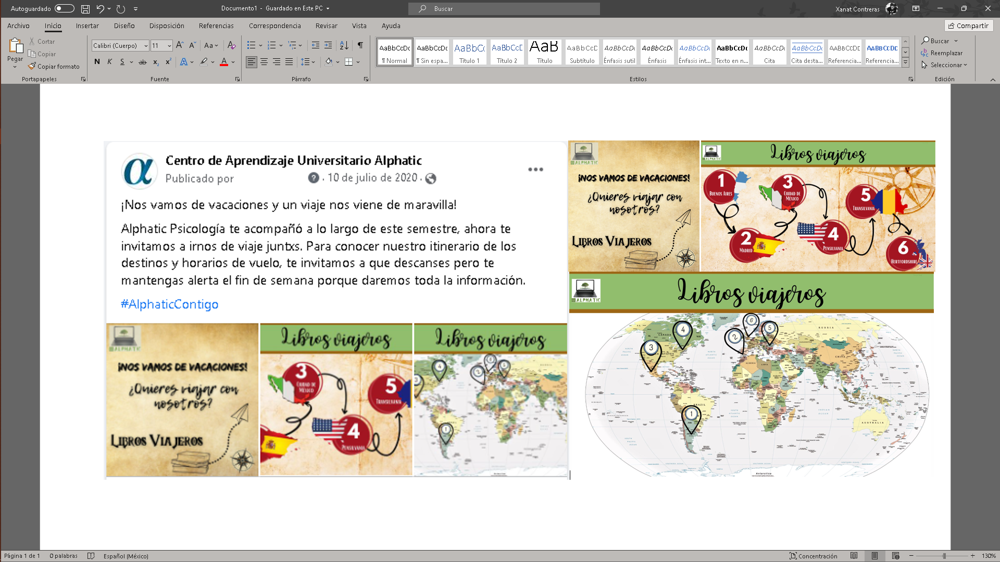 Autoguardado
Documento1 - Guardado en Este PC
Buscar
Xanat Contreras
Archivo
Inicio
Insertar
Diseño
Disposición
Referencias
Correspondencia
Revisar
Vista
Ayuda
Compartir
Pegar
Cortar
Copiar
Copiar formato
Portapapeles
Calibri (Cuerpo)
11
Fuente
Párrafo
AaBbCcDc
¶ Normal
AaBbCcDc
¶ Sin espa...
AaBbCc
Título 1
AaBbCcD
Título 2
AaB
Título
AaBbCcD
Subtítulo
AaBbCcDc
Énfasis sutil
AaBbCcDc
Énfasis
AaBbCcDc
Énfasis int...
AaBbCcDc
Texto en n...
AaBbCcDc
Cita
AaBbCcDc
Cita desta...
AABBCCDE
Referencia...
AABBCCDE
Referencia...
Estilos
Buscar
Reemplazar
Seleccionar
Edición
Centro de Aprendizaje Universitario Alphatic
Publicado por
· 10 de julio de 2020 ·
¡Nos vamos de vacaciones y un viaje nos viene de maravilla!
Alphatic Psicología te acompañó a lo largo de este semestre, ahora te
invitamos a irnos de viaje juntxs. Para conocer nuestro itinerario de los
destinos y horarios de vuelo, te invitamos a que descanses pero te
mantengas alerta el fin de semana porque daremos toda la información.
#AlphaticContigo
ALPHATIC
¡NOS VAMOS DE VACACIONES!
¿Quieres viajar con
nosotros?
LIBROS VIAJEROS
Libros viajeros
3
CIUDAD DE
MÉXICO
5
TRANSILVANIA
4
PENSILVANIA
Libros viajeros
4
2
6
5
3
1
ALPHATIC
¡NOS VAMOS DE VACACIONES!
¿Quieres viajar con
nosotros?
LIBROS VIAJEROS
ALPHATIC
Libros viajeros
1
BUENOS AIRES
3
CIUDAD DE
MÉXICO
5
TRANSILVANIA
2
MADRID
4
PENSILVANIA
6
HERTFORDSHIRE
ALPHATIC
Libros viajeros
6
4
5
2
3
1
CANADA
RUSSIA
CHINA
BRAZIL
AUSTRALIA
Antarctica
Página 1 de 1
0 palabras
Español (México)
Concentración
130%